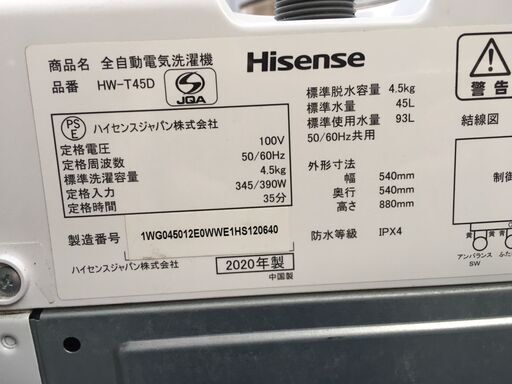 商品名 全自動電気洗濯機
品番 HW-T45D
JQA
Hisense
PS
E
ハイセンスジャパン株式会社
定格電圧 100V
定格周波数 50/60Hz
標準洗濯容量 4.5kg
定格入力 345/390W
定格時間 35分
製造番号 1WG045012E0WWE1HS120640
ハイセンスジャパン株式会社 2020年製
中国製
標準脱水容量 4.5kg
標準水量 45L
標準使用水量 93L
50/60Hz共用
外形寸法
幅 540mm
奥行 540mm
高さ 880mm
防水等級 IPX4
警告
結線図
制御
黄 黄 青
アンバランス
SW
ふた